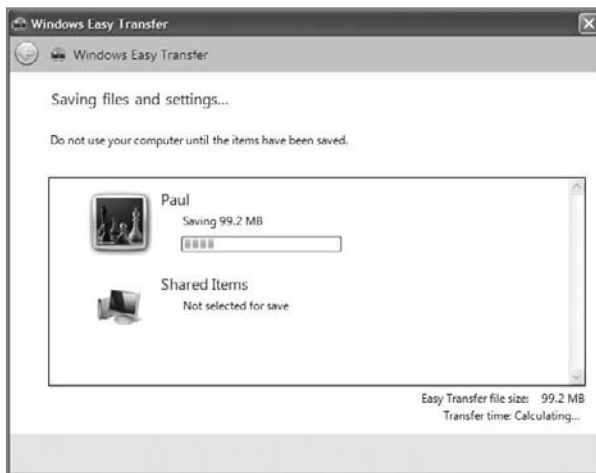 Windows Easy Transfer
Windows Easy Transfer
Saving files and settings...
Do not use your computer until the items have been saved.
Paul
Saving 99.2 MB
Shared Items
Not selected for save
Easy Transfer file size: 99.2 MB
Transfer time: Calculating...